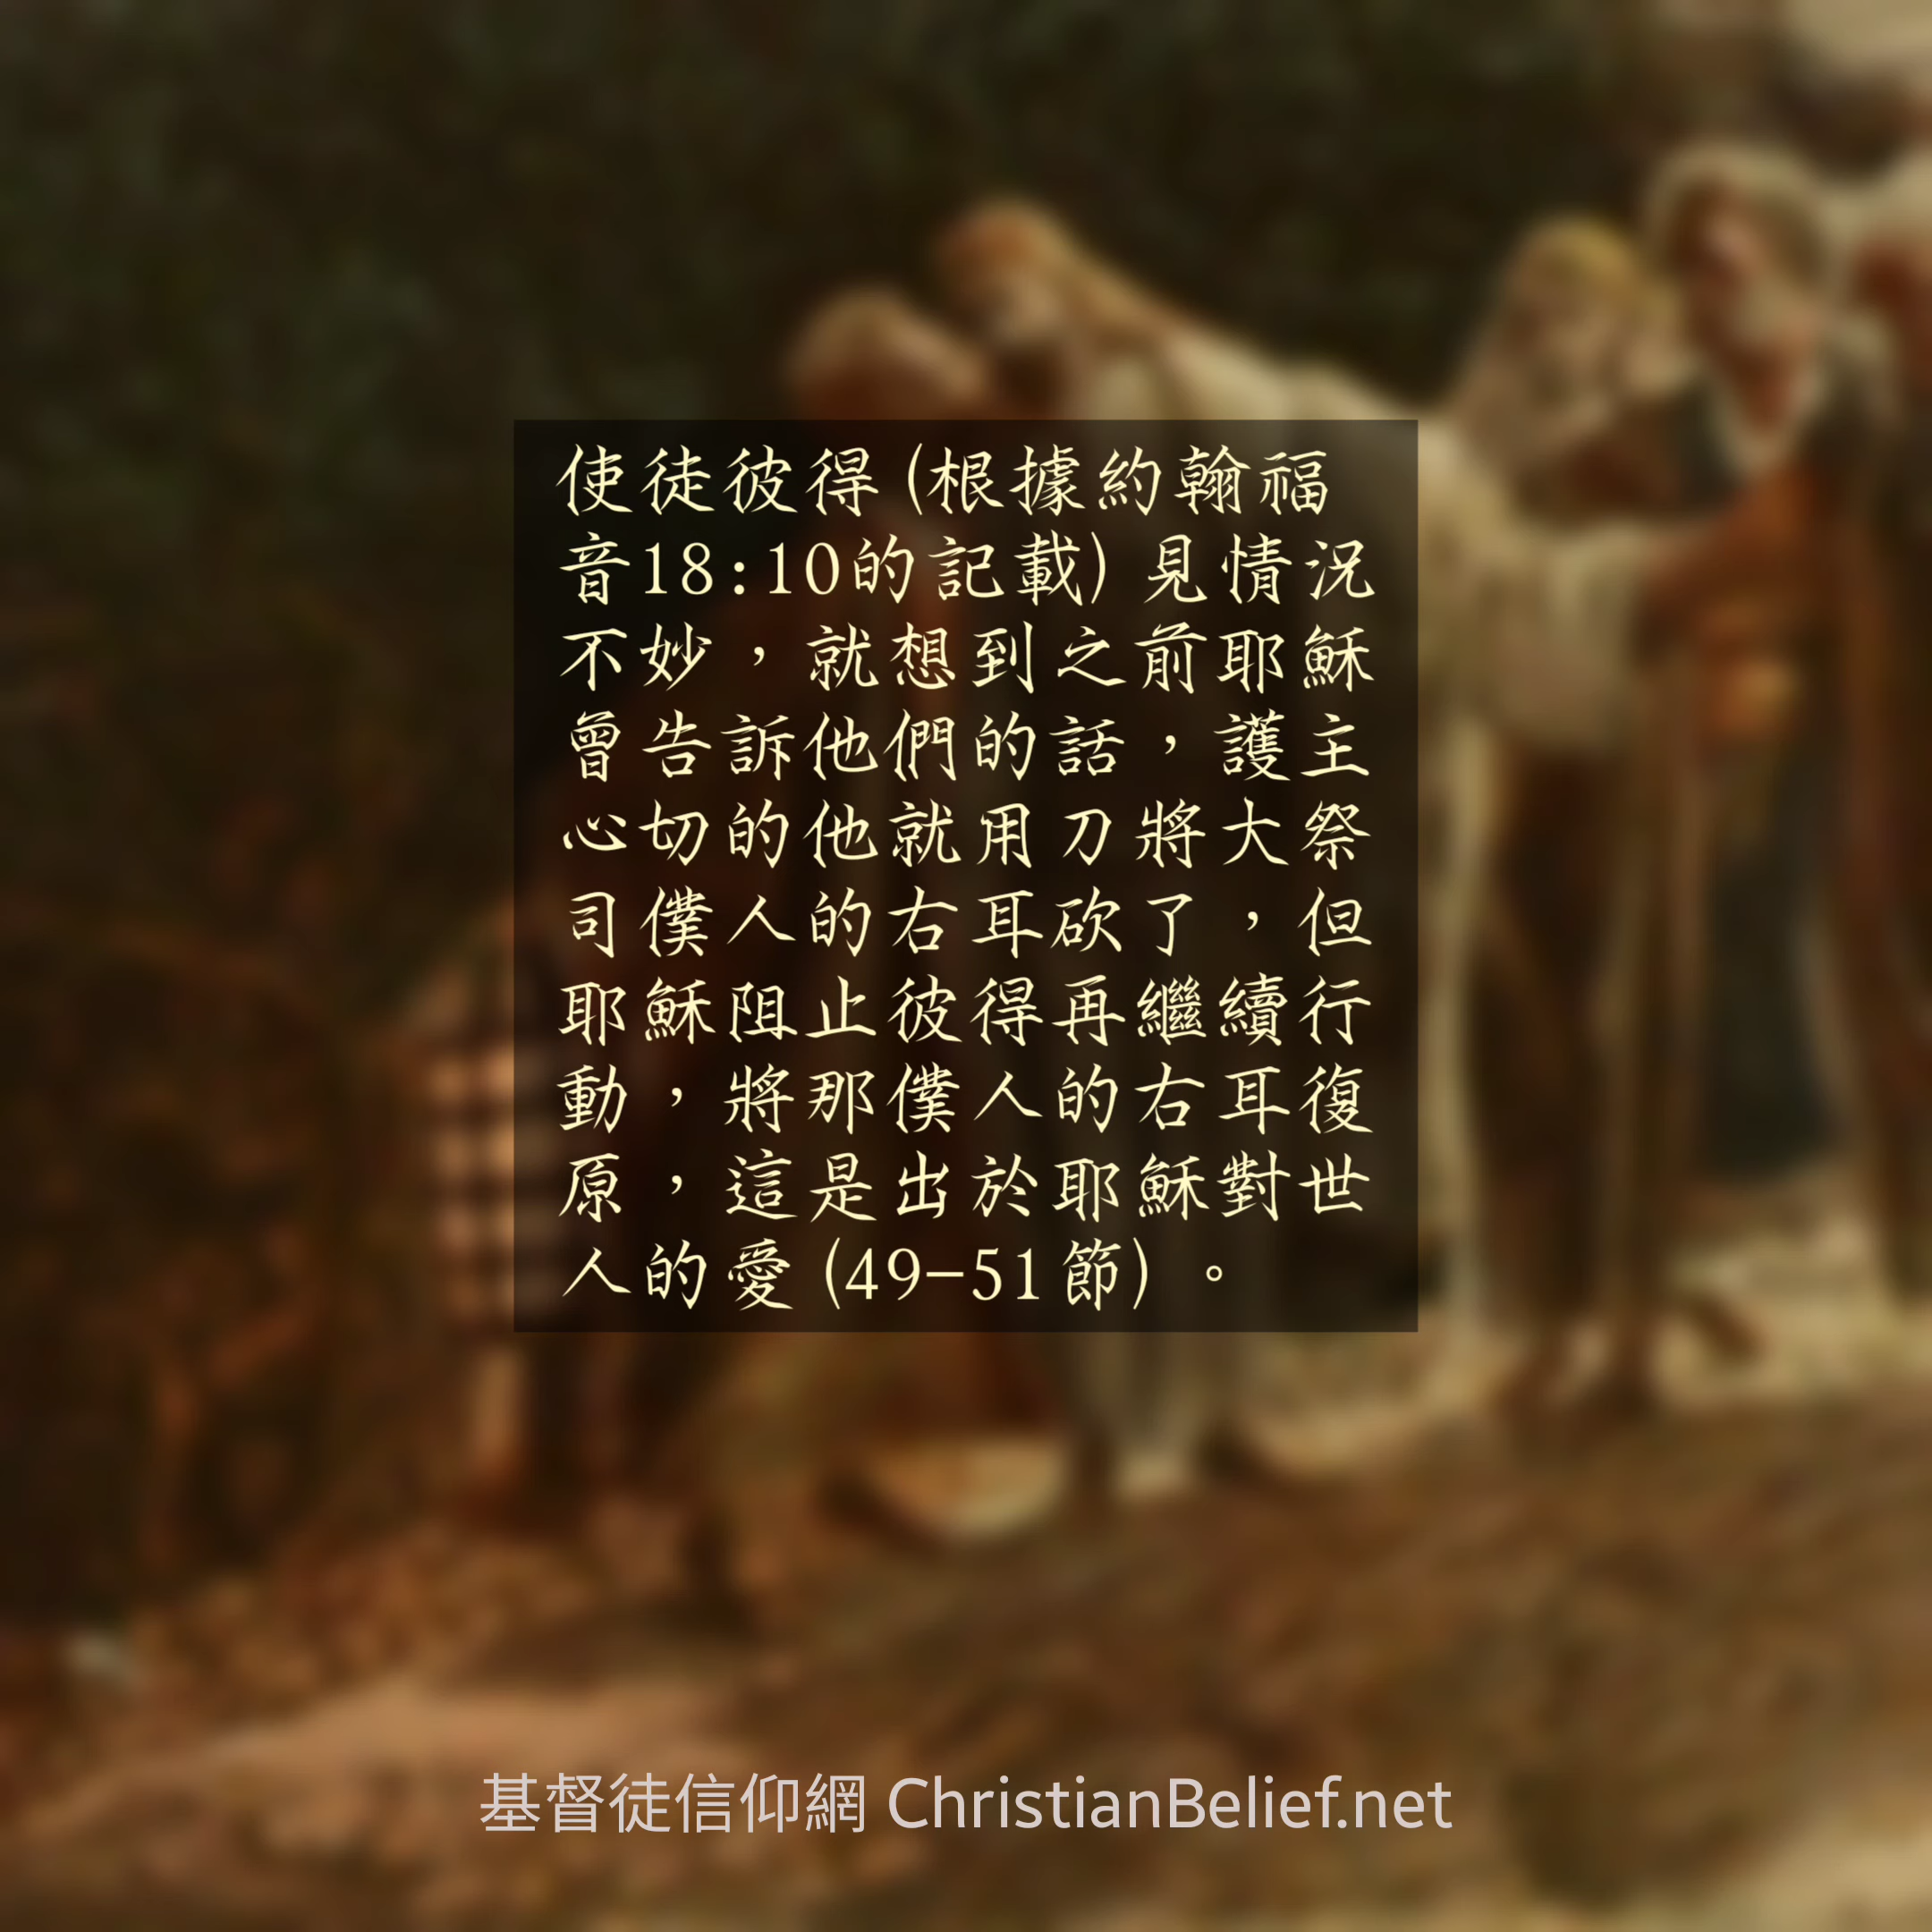 使徒彼得 (根據約翰福
音18:10的記載) 見情況
不妙，就想到之前耶穌
曾告訴他們的話，護主
心切的他就用刀將大祭
司僕人的右耳砍了，但
耶穌阻止彼得再繼續行
動，將那僕人的右耳復
原，這是出於耶穌對世
人的愛 (49-51節) 。
基督徒信仰網 ChristianBelief.net